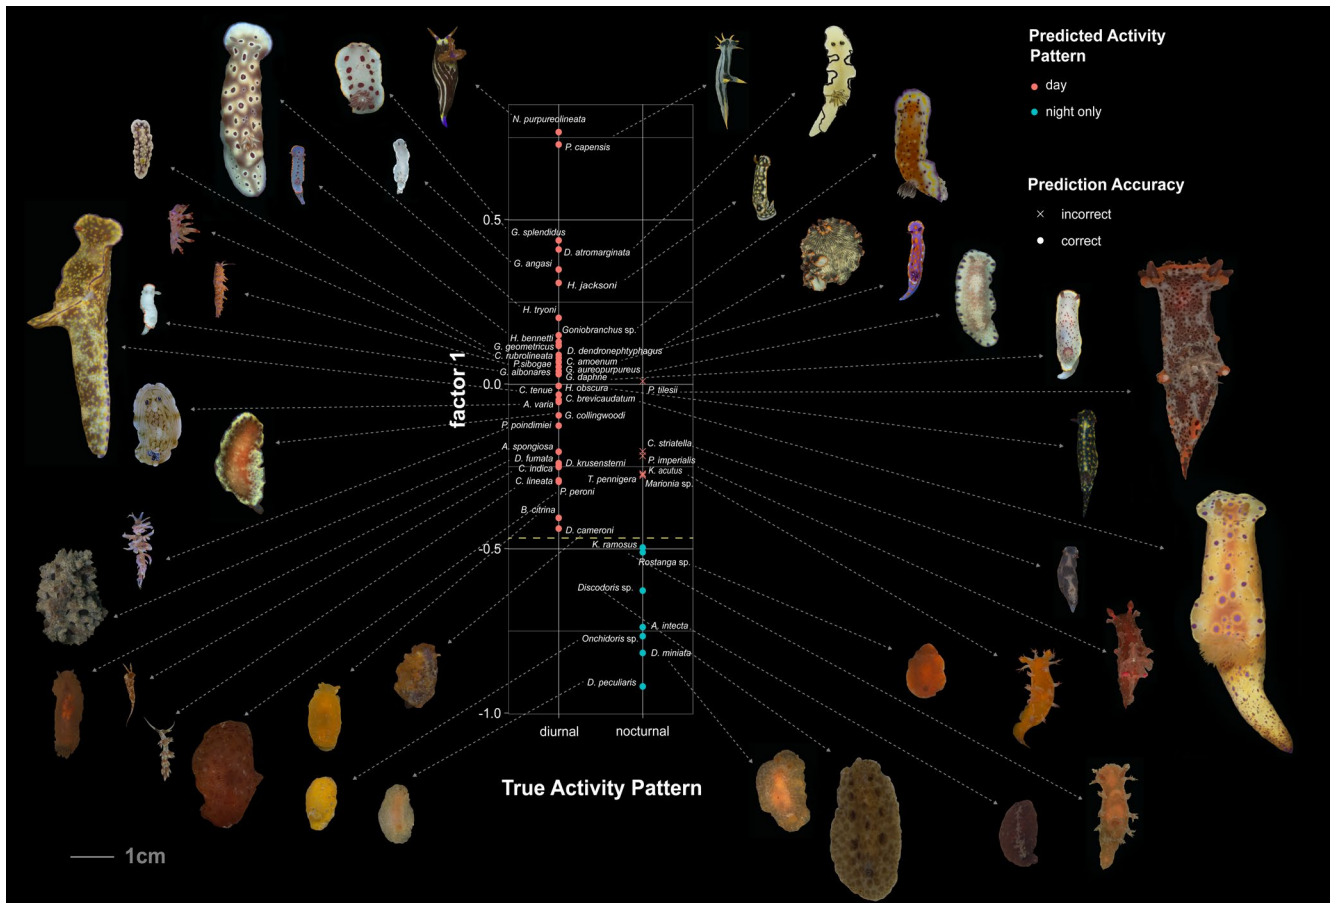 Predicted Activity
Pattern
day
night only
Prediction Accuracy
incorrect
correct
N. purpureolineata
P. capensis
0.5
G. splendidus
D. atromarginata
G. angasi
H. jacksoni
H. tryoni
Goniobranchus sp.
H. bennetti
G. geometricus
D. dendronephtyphagus
C. rubrolineata
C. amoenum
P.sibogae
G. aureopurpureus
G. albonares
G. daphne
0.0
H. obscura
P. tilesii
C. tenue
C. brevicaudatum
A. varia
G. collingwoodi
P. poindimiei
C. striatella
A. spongiosa
D. fumata
D. krusensterni
P. imperialis
C. indica
K. acutus
C. lineata
T. pennigera
Marionia sp.
P. peroni
B. citrina
D. cameroni
K. ramosus
-0.5
Rostanga sp.
Discodoris sp.
A. intecta
Onchidoris sp.
D. miniata
D. peculiaris
-1.0
factor 1
diurnal
nocturnal
True Activity Pattern
1cm